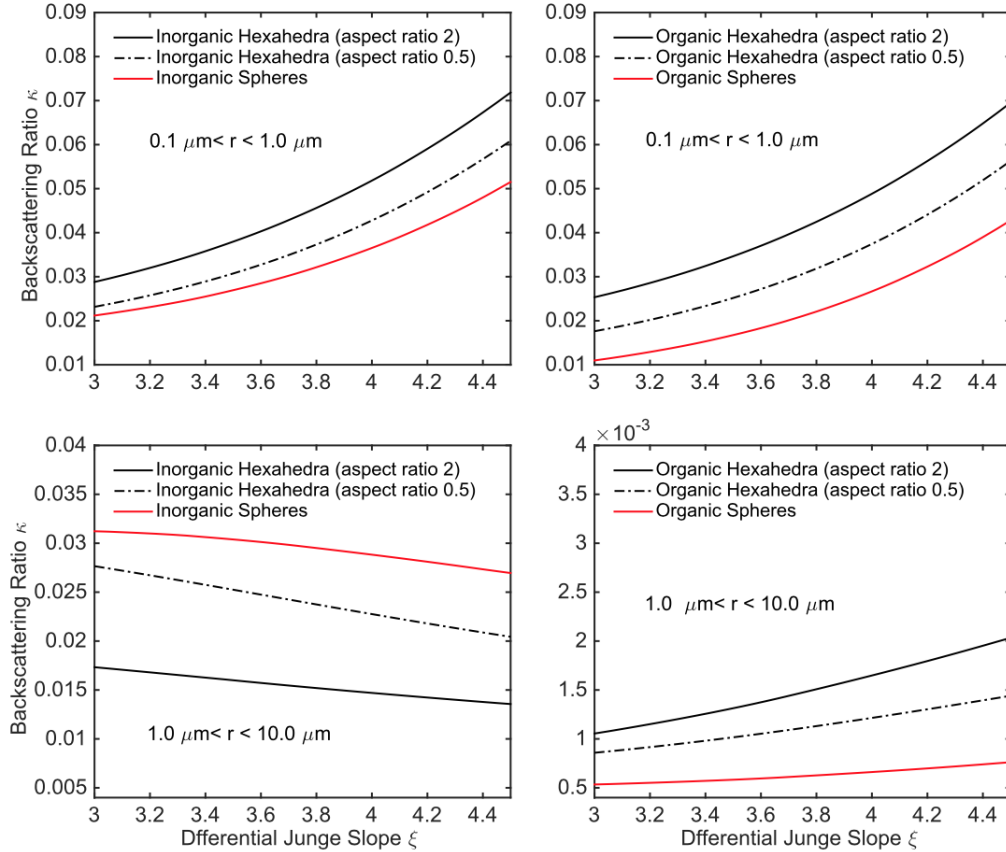 0.09
0.08
0.07
0.06
0.05
0.04
0.03
0.02
0.01
Backscattering Ratio κ
Inorganic Hexahedra (aspect ratio 2)
Inorganic Hexahedra (aspect ratio 0.5)
Inorganic Spheres
0.1 μm< r < 1.0 μm
3 3.2 3.4 3.6 3.8 4 4.2 4.4
0.09
0.08
0.07
0.06
0.05
0.04
0.03
0.02
0.01
Organic Hexahedra (aspect ratio 2)
Organic Hexahedra (aspect ratio 0.5)
Organic Spheres
0.1 μm< r < 1.0 μm
3 3.2 3.4 3.6 3.8 4 4.2 4.4
0.04
0.035
0.03
0.025
0.02
0.015
0.01
0.005
Backscattering Ratio κ
Inorganic Hexahedra (aspect ratio 2)
Inorganic Hexahedra (aspect ratio 0.5)
Inorganic Spheres
1.0 μm< r < 10.0 μm
3 3.2 3.4 3.6 3.8 4 4.2 4.4
Dfferential Junge Slope ξ
×10⁻³
4
3.5
3
2.5
2
1.5
1
0.5
Organic Hexahedra (aspect ratio 2)
Organic Hexahedra (aspect ratio 0.5)
Organic Spheres
1.0 μm< r < 10.0 μm
3 3.2 3.4 3.6 3.8 4 4.2 4.4
Dfferential Junge Slope ξ